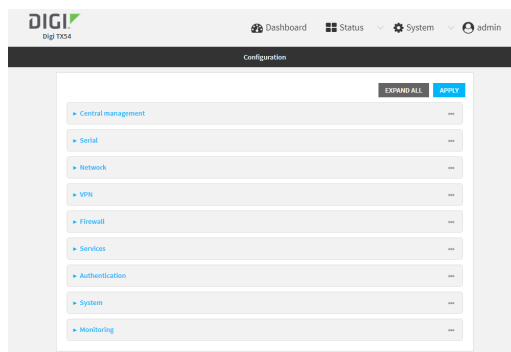 DIGI
Digi TX54
Dashboard Status System admin
Configuration
EXPAND ALL APPLY
Central management
Serial
Network
VPN
Firewall
Services
Authentication
System
Monitoring